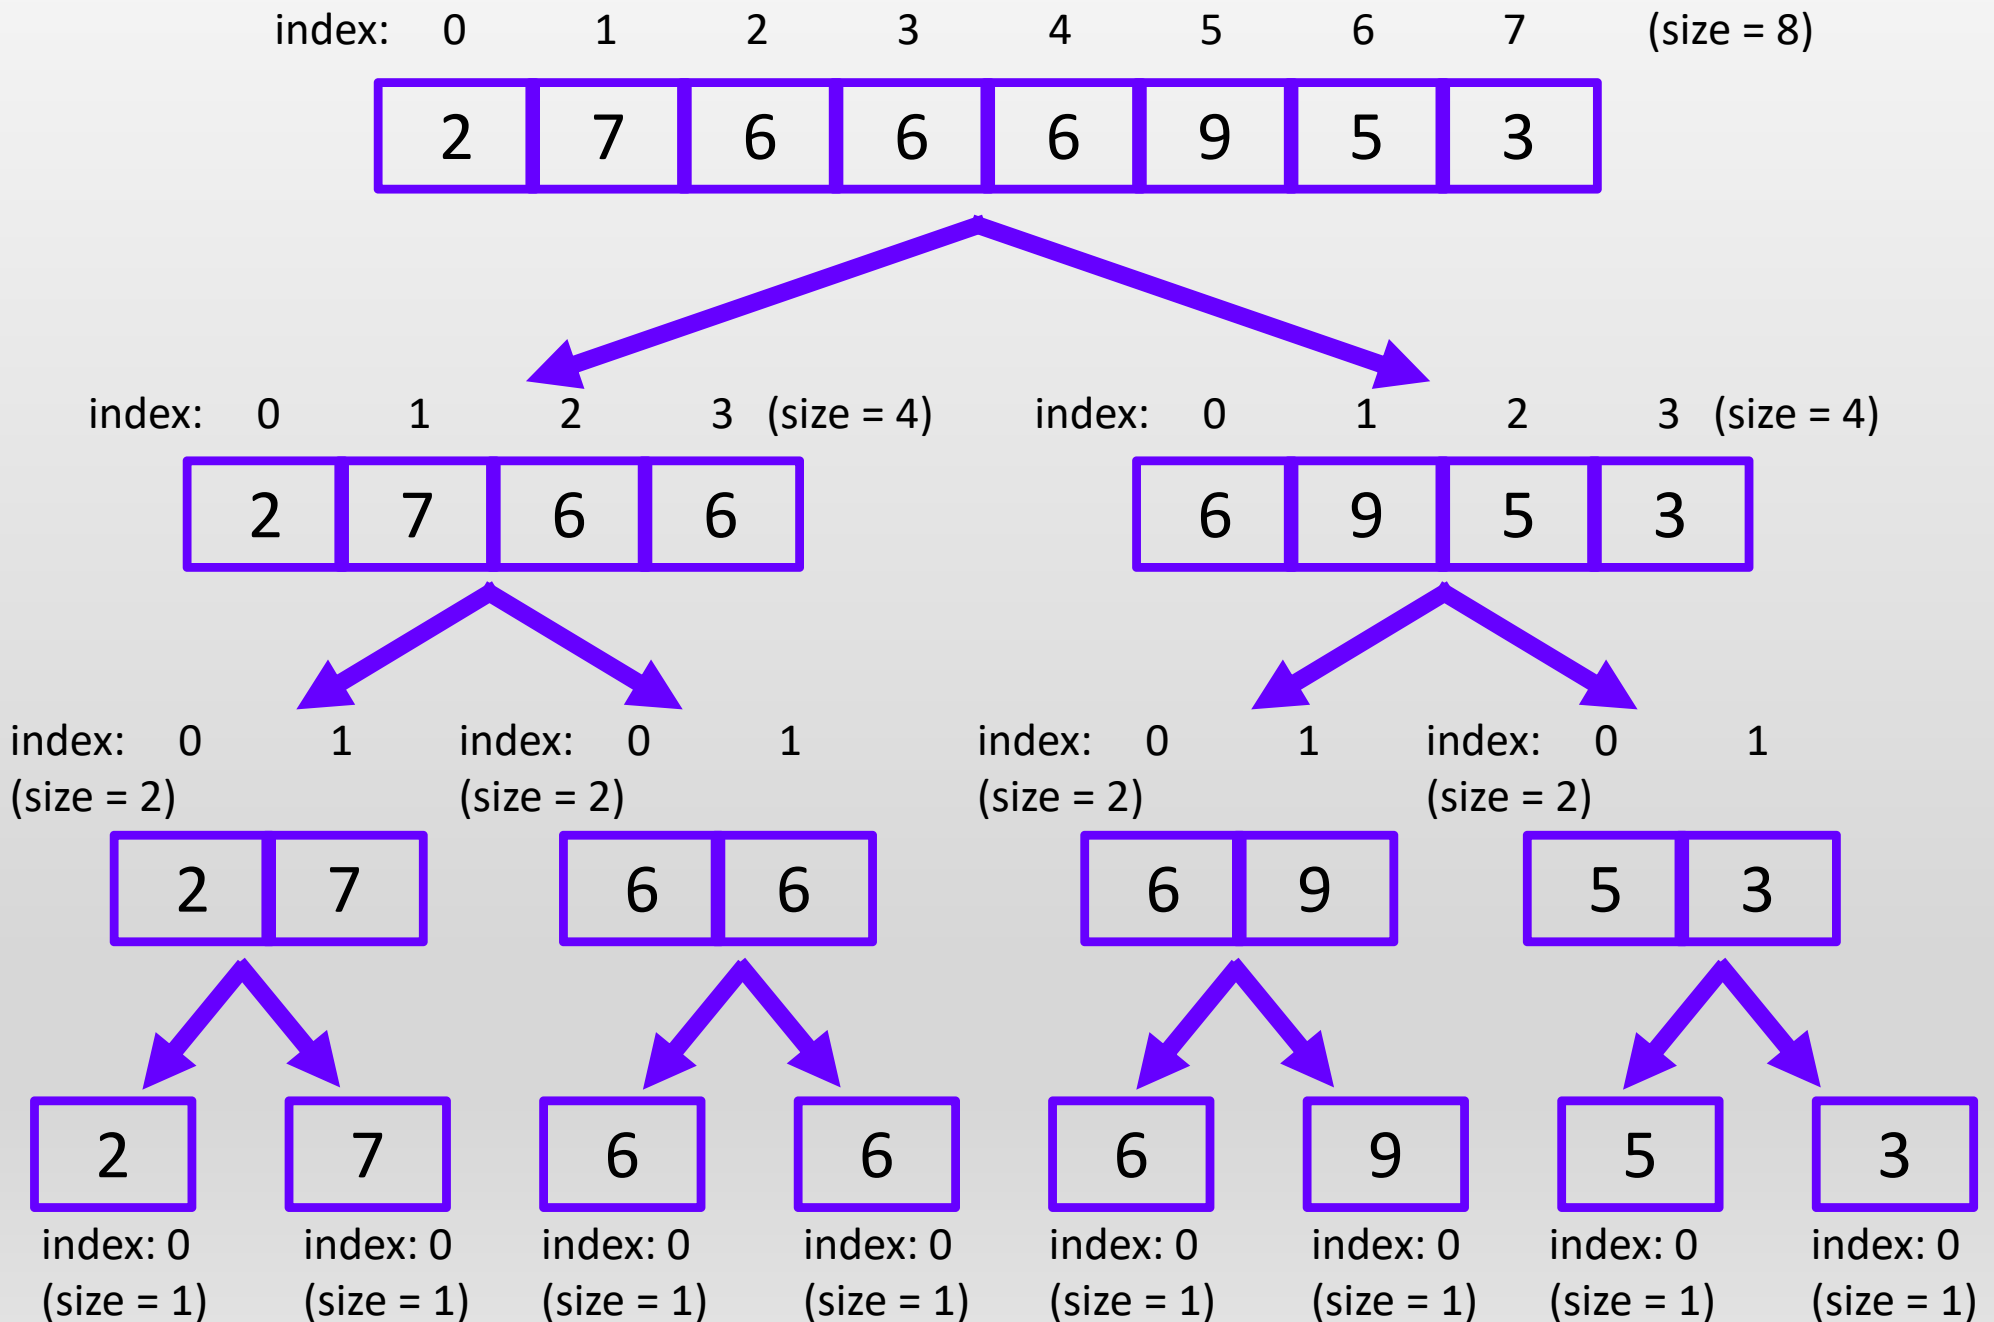 index: 0 1 2 3 4 5 6 7 (size = 8)
2 7 6 6 6 9 5 3
index: 0 1 2 3 (size = 4) index: 0 1 2 3 (size = 4)
2 7 6 6 6 9 5 3
index: 0 1 index: 0 1 index: 0 1 index: 0 1
(size = 2) (size = 2) (size = 2) (size = 2)
2 7 6 6 6 9 5 3
2 7 6 6 6 9 5 3
index: 0 index: 0 index: 0 index: 0 index: 0 index: 0 index: 0 index: 0
(size = 1) (size = 1) (size = 1) (size = 1) (size = 1) (size = 1) (size = 1) (size = 1)